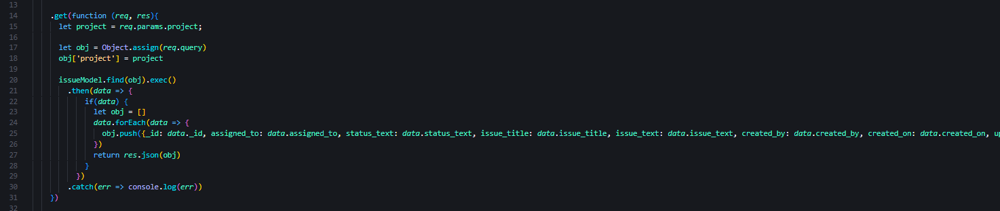 13
14 .get(function (req, res){
15 let project = req.params.project;
16
17 let obj = Object.assign(req.query)
18 obj['project'] = project
19
20 issueModel.find(obj).exec()
21 .then(data => {
22 if(data) {
23 let obj = []
24 data.forEach(data => {
25 obj.push({_id: data._id, assigned_to: data.assigned_to, status_text: data.status_text, issue_title: data.issue_title, issue_text: data.issue_text, created_by: data.created_by, created_on: data.created_on, up
26 })
27 return res.json(obj)
28 }
29 })
30 .catch(err => console.log(err))
31 })
32